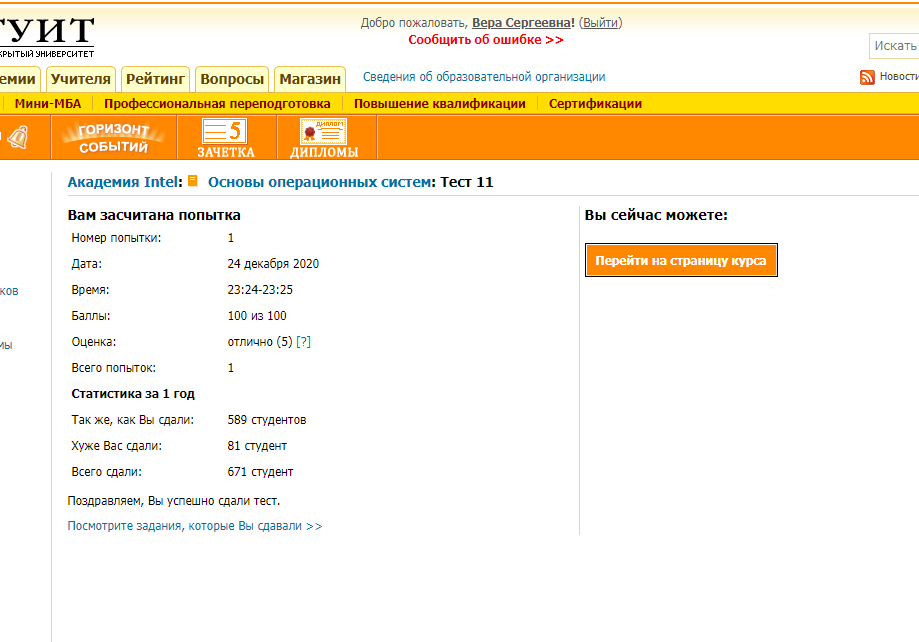 ГУИТ
КРЫТЫЙ УНИВЕРСИТЕТ
Добро пожаловать, Вера Сергеевна! (Выйти)
Сообщить об ошибке >>
Искать
емии Учителя Рейтинг Вопросы Магазин Сведения об образовательной организации Новости
Мини-МБА Профессиональная переподготовка Повышение квалификации Сертификации
ГОРИЗОНТ
СОБЫТИЙ
5
ЗАЧЕТКА
ДИПЛОМ
ДИПЛОМЫ
Академия Intel: Основы операционных систем: Тест 11
Вам засчитана попытка
Номер попытки: 1
Дата: 24 декабря 2020
Время: 23:24-23:25
Баллы: 100 из 100
Оценка: отлично (5) [?]
Всего попыток: 1
Статистика за 1 год
Так же, как Вы сдали: 589 студентов
Хуже Вас сдали: 81 студент
Всего сдали: 671 студент
Поздравляем, Вы успешно сдали тест.
Посмотрите задания, которые Вы сдавали >>
Вы сейчас можете:
Перейти на страницу курса
ков
мы